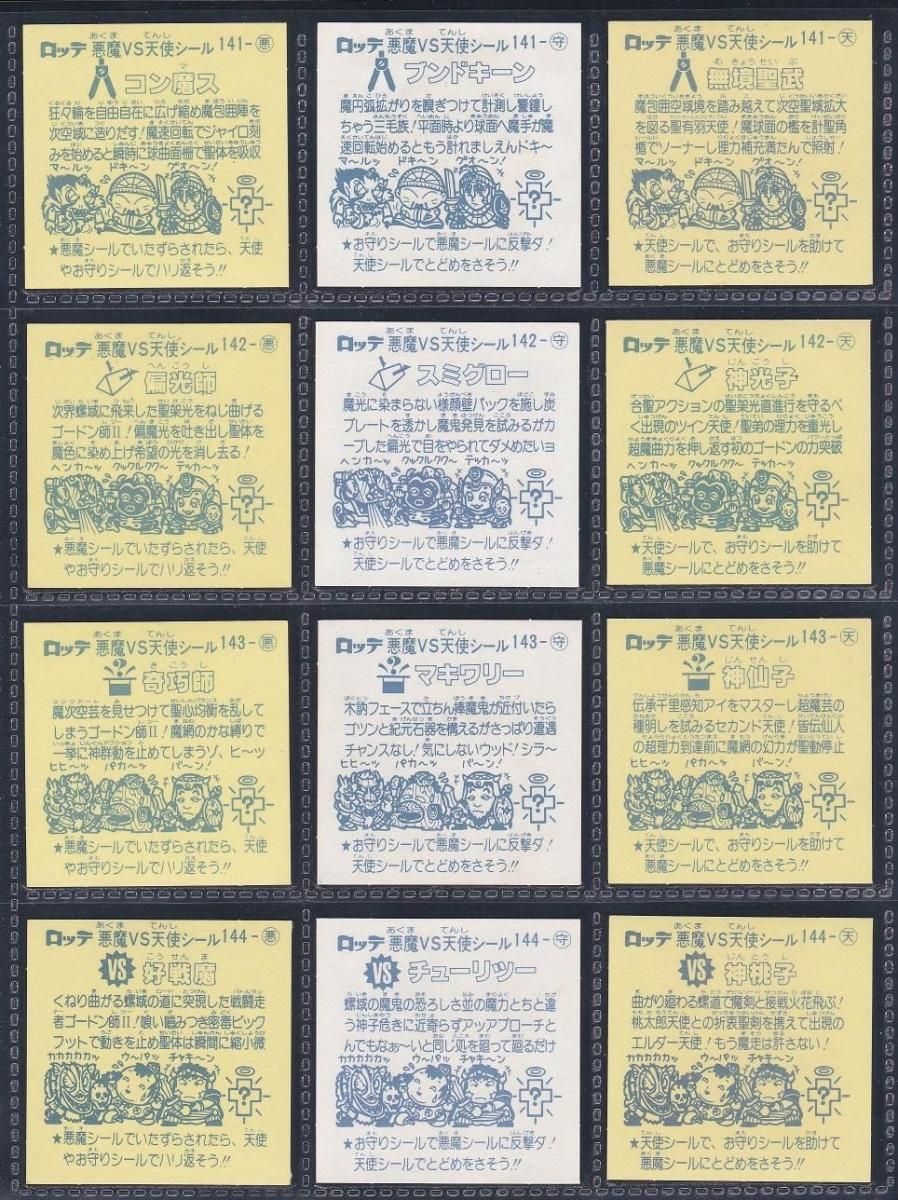 ロッテ 悪魔VS天使シール 141-悪
コン魔ス
狂々輪を自由自在に広げ縮め魔包囲陣を
次空域に造りだす!魔速回転でジャイロ刻
みを始めると瞬時に球曲面柵で聖体を吸収
マ〜ルッ ドキ〜ン グオ〜ン!
★悪魔シールでいたずらされたら、天使
やお守りシールでハリ返そう!!
ロッテ 悪魔VS天使シール 141-守
ブンドキーン
魔円弧拡がりを嗅ぎつけて計測し警鐘し
ちゃう三毛族!平面時より球面へ魔手が魔
速回転始めるともう計れましえんドキ〜
マ〜ルッ ドキ〜ン グオ〜ン!
★お守りシールで悪魔シールに反撃ダ!
天使シールでとどめをさそう!!
ロッテ 悪魔VS天使シール 141-天
無境聖武
魔包囲空域境を踏み越えて次空聖域拡大
を図る聖有羽天使!魔球面の檻を計聖角
楯でソーナーし理力補充満たんで照射!
マ〜ルッ ドキ〜ン グオ〜ン!
★天使シールで、お守りシールを助けて
悪魔シールにとどめをさそう!!
ロッテ 悪魔VS天使シール 142-悪
偏光師
次界螺域に飛来した聖架光をねじ曲げる
ゴードン師II!偏魔光を吐き出し聖体を
魔色に染め上げ希望の光を消し去る!
ヘンカ〜ッ クックルクク〜 テッカ〜ッ
★悪魔シールでいたずらされたら、天使
やお守りシールでハリ返そう!!
ロッテ 悪魔VS天使シール 142-守
スミグロー
魔光に染まらない様顔壁パックを施し炭
プレートを透かし魔鬼発見を試みるがカ
ーブした偏光で目をやられてダメめたいョ
ヘンカ〜ッ クックルクク〜 テッカ〜ッ
★お守りシールで悪魔シールに反撃ダ!
天使シールでとどめをさそう!!
ロッテ 悪魔VS天使シール 142-天
神光子
合聖アクションの聖架光直進行を守るべ
く出現のツイン天使!聖弟の理力を重光し
超魔曲力を押し返す初のゴードンの力突破
ヘンカ〜ッ クックルクク〜 テッカ〜ッ
★天使シールで、お守りシールを助けて
悪魔シールにとどめをさそう!!
ロッテ 悪魔VS天使シール 143-悪
奇巧師
魔次空芸を見せつけて聖心均衡を乱して
しまうゴードン師II!魔網のかな縛りで
一挙に神群動を止めてしまうゾ、ヒ〜ッ
ヒヒ〜ッ パカ〜ッ パ〜ン!
★悪魔シールでいたずらされたら、天使
やお守りシールでハリ返そう!!
ロッテ 悪魔VS天使シール 143-守
マキワリー
木訥フェースで立ちん棒魔鬼が近付いたら
ゴツンと紀元石器を構えるがさっぱり遭遇
チャンスなし!気にしないウッド!シラ〜
ヒヒ〜ッ パカ〜ッ パ〜ン!
★お守りシールで悪魔シールに反撃ダ!
天使シールでとどめをさそう!!
ロッテ 悪魔VS天使シール 143-天
神仙子
伝承千里感知アイをマスターし超魔芸の
種明しを試みるセカンド天使!皆伝仙人
の超理力到達前に魔網の幻力が聖動停止
ヒヒ〜ッ パカ〜ッ パ〜ン!
★天使シールで、お守りシールを助けて
悪魔シールにとどめをさそう!!
ロッテ 悪魔VS天使シール 144-悪
VS 好戦魔
くねり曲がる螺域の道に突現した戦闘走
者ゴードン師II!喰い噛みつき密番ビック
フットで動きを止め聖体は瞬間に縮小微
カカカカカッ ウ〜パッ チャキ〜ン
★悪魔シールでいたずらされたら、天使
やお守りシールでハリ返そう!!
ロッテ 悪魔VS天使シール 144-守
VS チューリツー
螺域の魔鬼の恐ろしさ並の魔力とちと違
う神子危きに近寄らずアップアプローチと
んでもなぁ〜いと同じ処を廻って廻るだけ
カカカカカッ ウ〜パッ チャキ〜ン
★お守りシールで悪魔シールに反撃ダ!
天使シールでとどめをさそう!!
ロッテ 悪魔VS天使シール 144-天
VS 神桃子
曲がり廻れる螺道で魔剣と接戦火花飛ぶ!
桃太郎天使との折表聖剣を携えて出現の
エルダー天使!もう魔走は許さない!
カカカカカッ ウ〜パッ チャキ〜ン
★天使シールで、お守りシールを助けて
悪魔シールにとどめをさそう!!